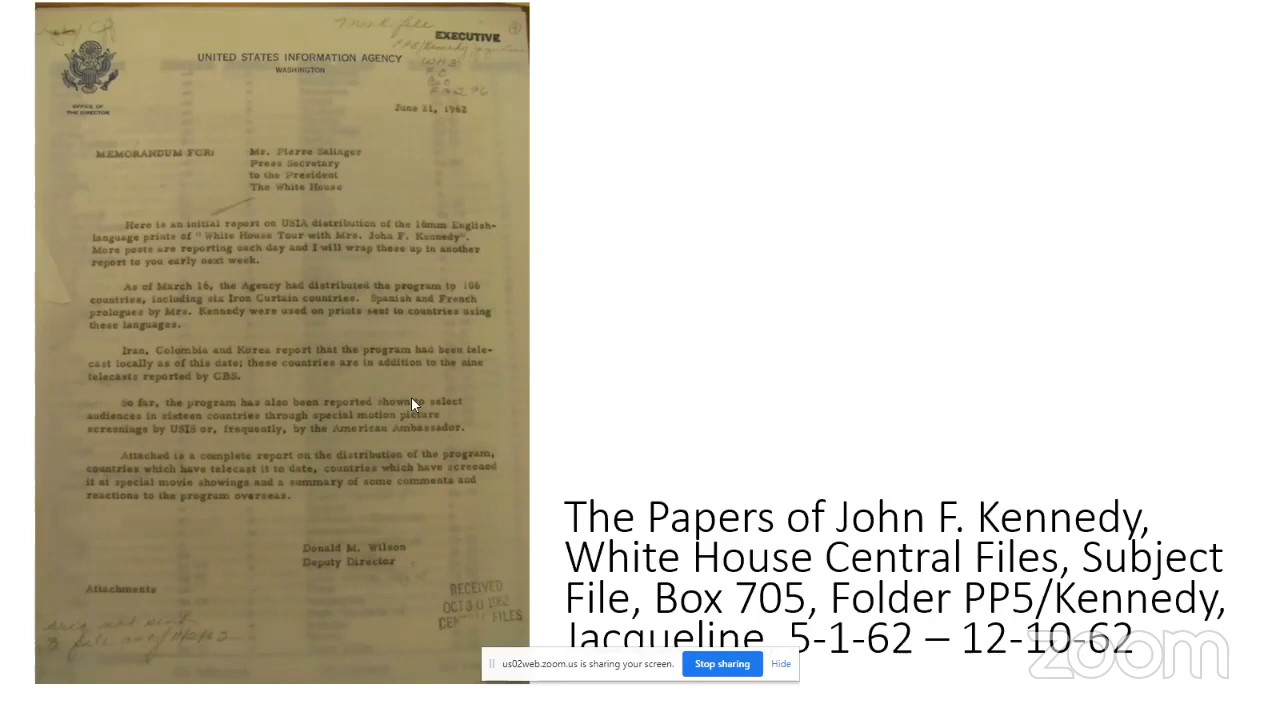 EXECUTIVE
UNITED STATES INFORMATION AGENCY
WASHINGTON
OFFICE OF
THE DIRECTOR
June 21, 1962
MEMORANDUM FOR:
Mr. Pierre Salinger
Press Secretary
to the President
The White House
Here is an initial report on USIA distribution of the 16mm English-
language prints of "White House Tour with Mrs. John F. Kennedy".
More posts are reporting each day and I will wrap these up in another
report to you early next week.
As of March 16, the Agency had distributed the program to 106
countries, including six Iron Curtain countries. Spanish and French
prologues by Mrs. Kennedy were used on prints sent to countries using
these languages.
Iran, Colombia and Korea report that the program had been tele-
cast locally as of this date; these countries are in addition to the nine
telecasts reported by CBS.
So far, the program has also been reported shown to select
audiences in sixteen countries through special motion picture
screenings by USIS or, frequently, by the American Ambassador.
Attached is a complete report on the distribution of the program,
countries which have telecast it to date, countries which have screened
it at special movie showings and a summary of some comments and
reactions to the program overseas.
Donald M. Wilson
Deputy Director
Attachments
RECEIVED
OCT 30 1962
CENTRAL FILES
The Papers of John F. Kennedy,
White House Central Files, Subject
File, Box 705, Folder PP5/Kennedy,
Jacqueline, 5-1-62 – 12-10-62
us02web.zoom.us is sharing your screen.
Stop sharing
Hide
zoom